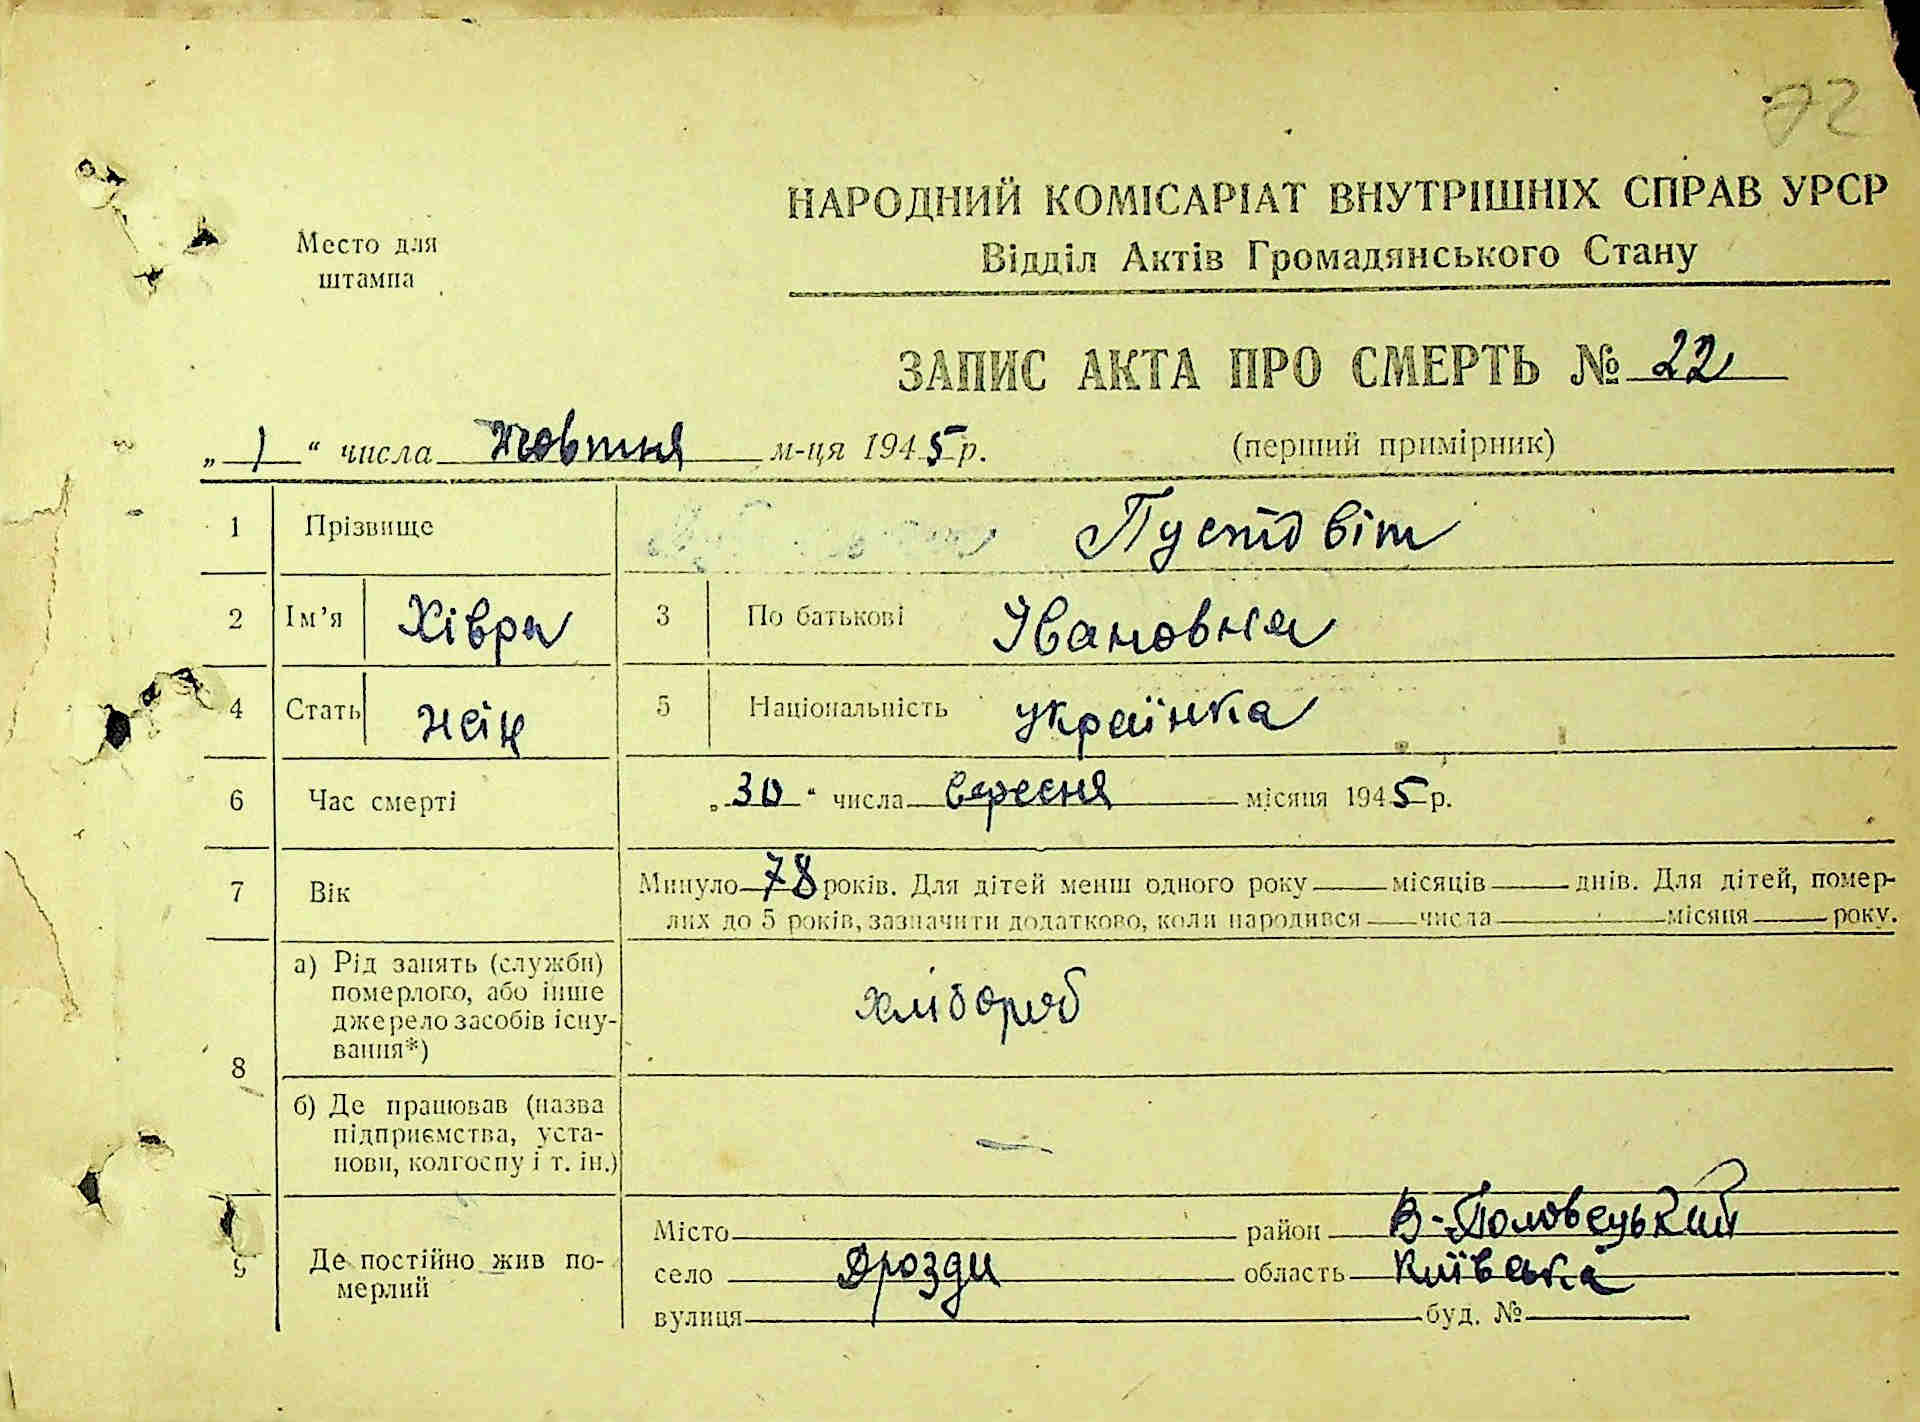 72
НАРОДНИЙ КОМІСАРІАТ ВНУТРІШНІХ СПРАВ УРСР
Место для штампа
Відділ Актів Громадянського Стану
ЗАПИС АКТА ПРО СМЕРТЬ № 22
„ 1 “ числа жовтня м-ця 1945 р. (перший примірник)
1 Прізвище Пустовіт
2 Ім’я Хівря 3 По батькові Івановна
4 Стать жін 5 Національність українка
6 Час смерті „ 30 “ числа вересня місяця 1945 р.
7 Вік Минуло 78 років. Для дітей менш одного року місяців днів. Для дітей, помер-
лих до 5 років, зазначити додатково, коли народився числа місяця року.
8 а) Рід занять (служби)
померлого, або інше
джерело засобів існу-
вання*)
хлібороб
б) Де працював (назва
підприємства, уста-
нови, колгоспу і т. ін.)
—
Де постійно жив по-
мерлий
Місто район В-Половецький
село Дрозди область Київська
вулиця буд. №